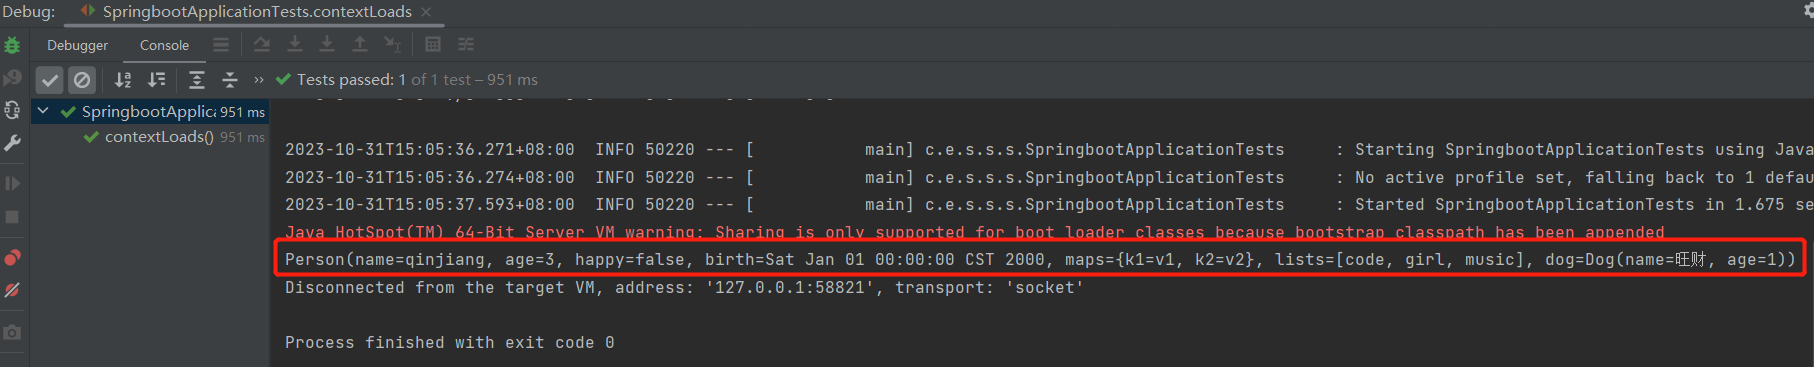 Debug: SpringbootApplicationTests.contextLoads
Debugger Console
Tests passed: 1 of 1 test – 951 ms
SpringbootApplica 951 ms
contextLoads() 951 ms
2023-10-31T15:05:36.271+08:00  INFO 50220 --- [           main] c.e.s.s.s.SpringbootApplicationTests     : Starting SpringbootApplicationTests using Java
2023-10-31T15:05:36.274+08:00  INFO 50220 --- [           main] c.e.s.s.s.SpringbootApplicationTests     : No active profile set, falling back to 1 defau
2023-10-31T15:05:37.593+08:00  INFO 50220 --- [           main] c.e.s.s.s.SpringbootApplicationTests     : Started SpringbootApplicationTests in 1.675 se
Java HotSpot(TM) 64-Bit Server VM warning: Sharing is only supported for boot loader classes because bootstrap classpath has been appended
Person(name=qinjiang, age=3, happy=false, birth=Sat Jan 01 00:00:00 CST 2000, maps={k1=v1, k2=v2}, lists=[code, girl, music], dog=Dog(name=旺财, age=1))
Disconnected from the target VM, address: '127.0.0.1:58821', transport: 'socket'
Process finished with exit code 0